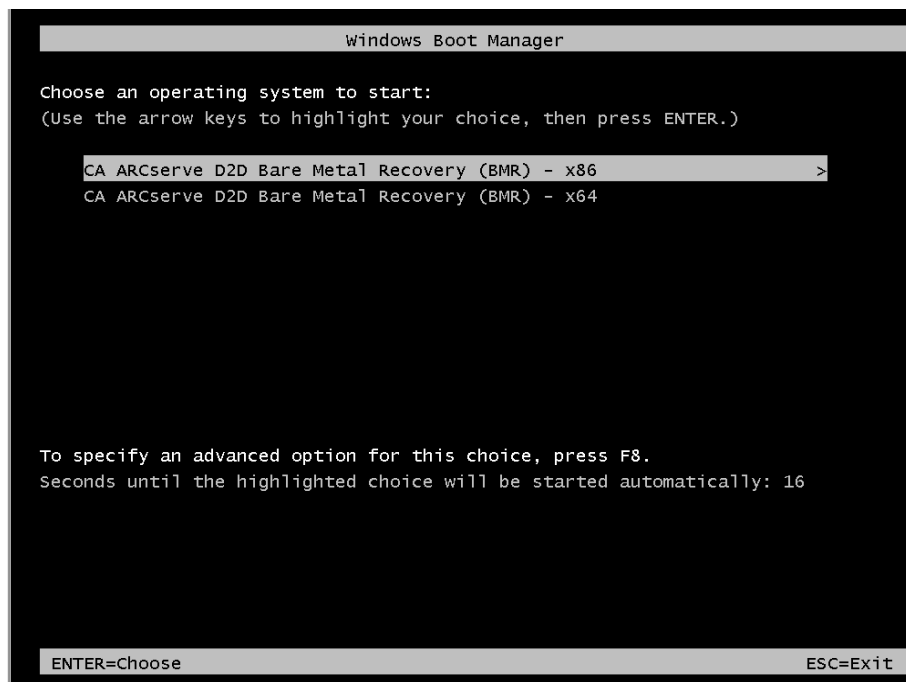 Windows Boot Manager
Choose an operating system to start:
(Use the arrow keys to highlight your choice, then press ENTER.)
CA ARCserve D2D Bare Metal Recovery (BMR) - x86 >
CA ARCserve D2D Bare Metal Recovery (BMR) - x64
To specify an advanced option for this choice, press F8.
Seconds until the highlighted choice will be started automatically: 16
ENTER=Choose ESC=Exit